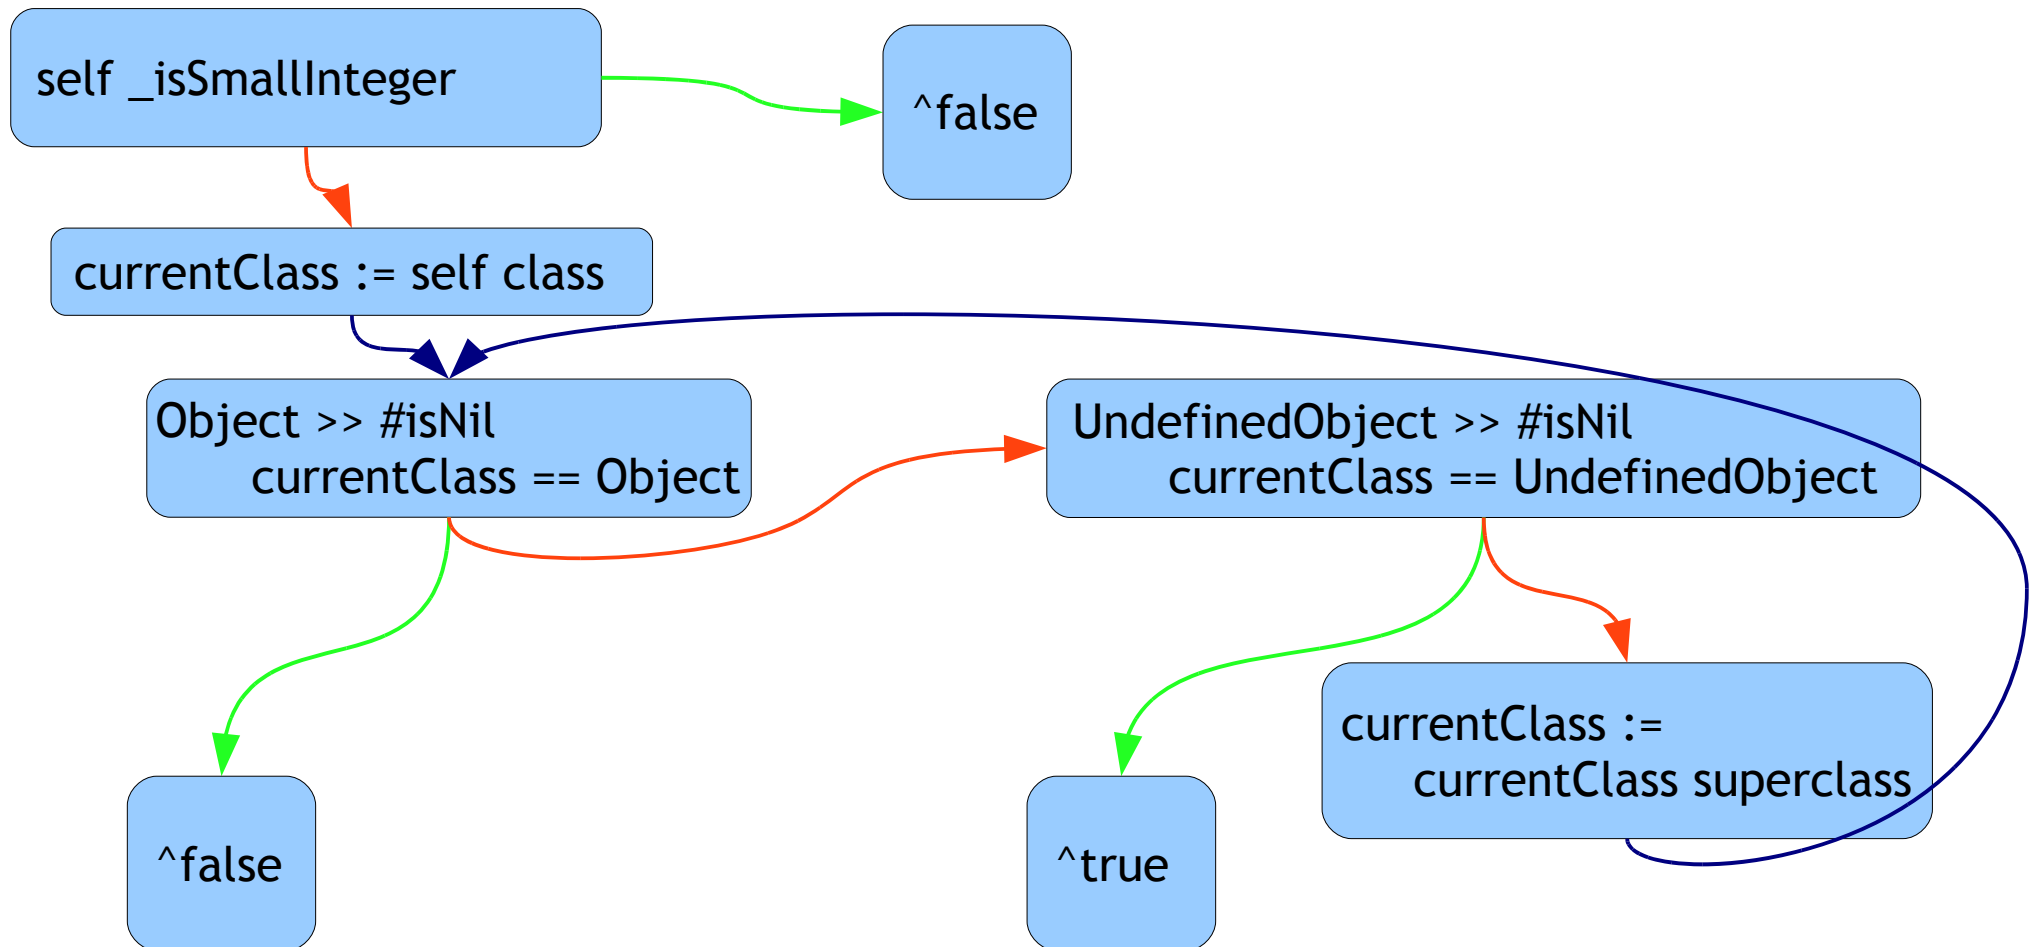 self _isSmallInteger
^false
currentClass := self class
Object >> #isNil
currentClass == Object
UndefinedObject >> #isNil
currentClass == UndefinedObject
currentClass :=
currentClass superclass
^false
^true